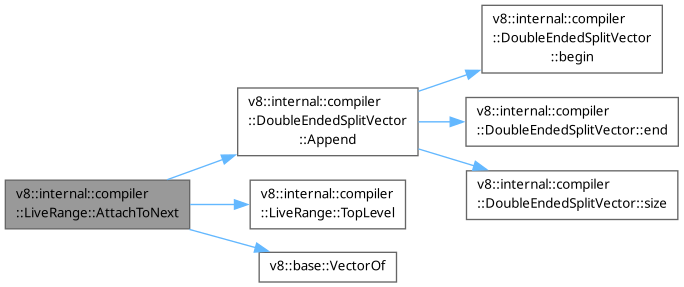 v8::internal::compiler
::LiveRange::AttachToNext
v8::internal::compiler
::DoubleEndedSplitVector
::Append
v8::internal::compiler
::DoubleEndedSplitVector
::begin
v8::internal::compiler
::DoubleEndedSplitVector::end
v8::internal::compiler
::DoubleEndedSplitVector::size
v8::internal::compiler
::LiveRange::TopLevel
v8::base::VectorOf